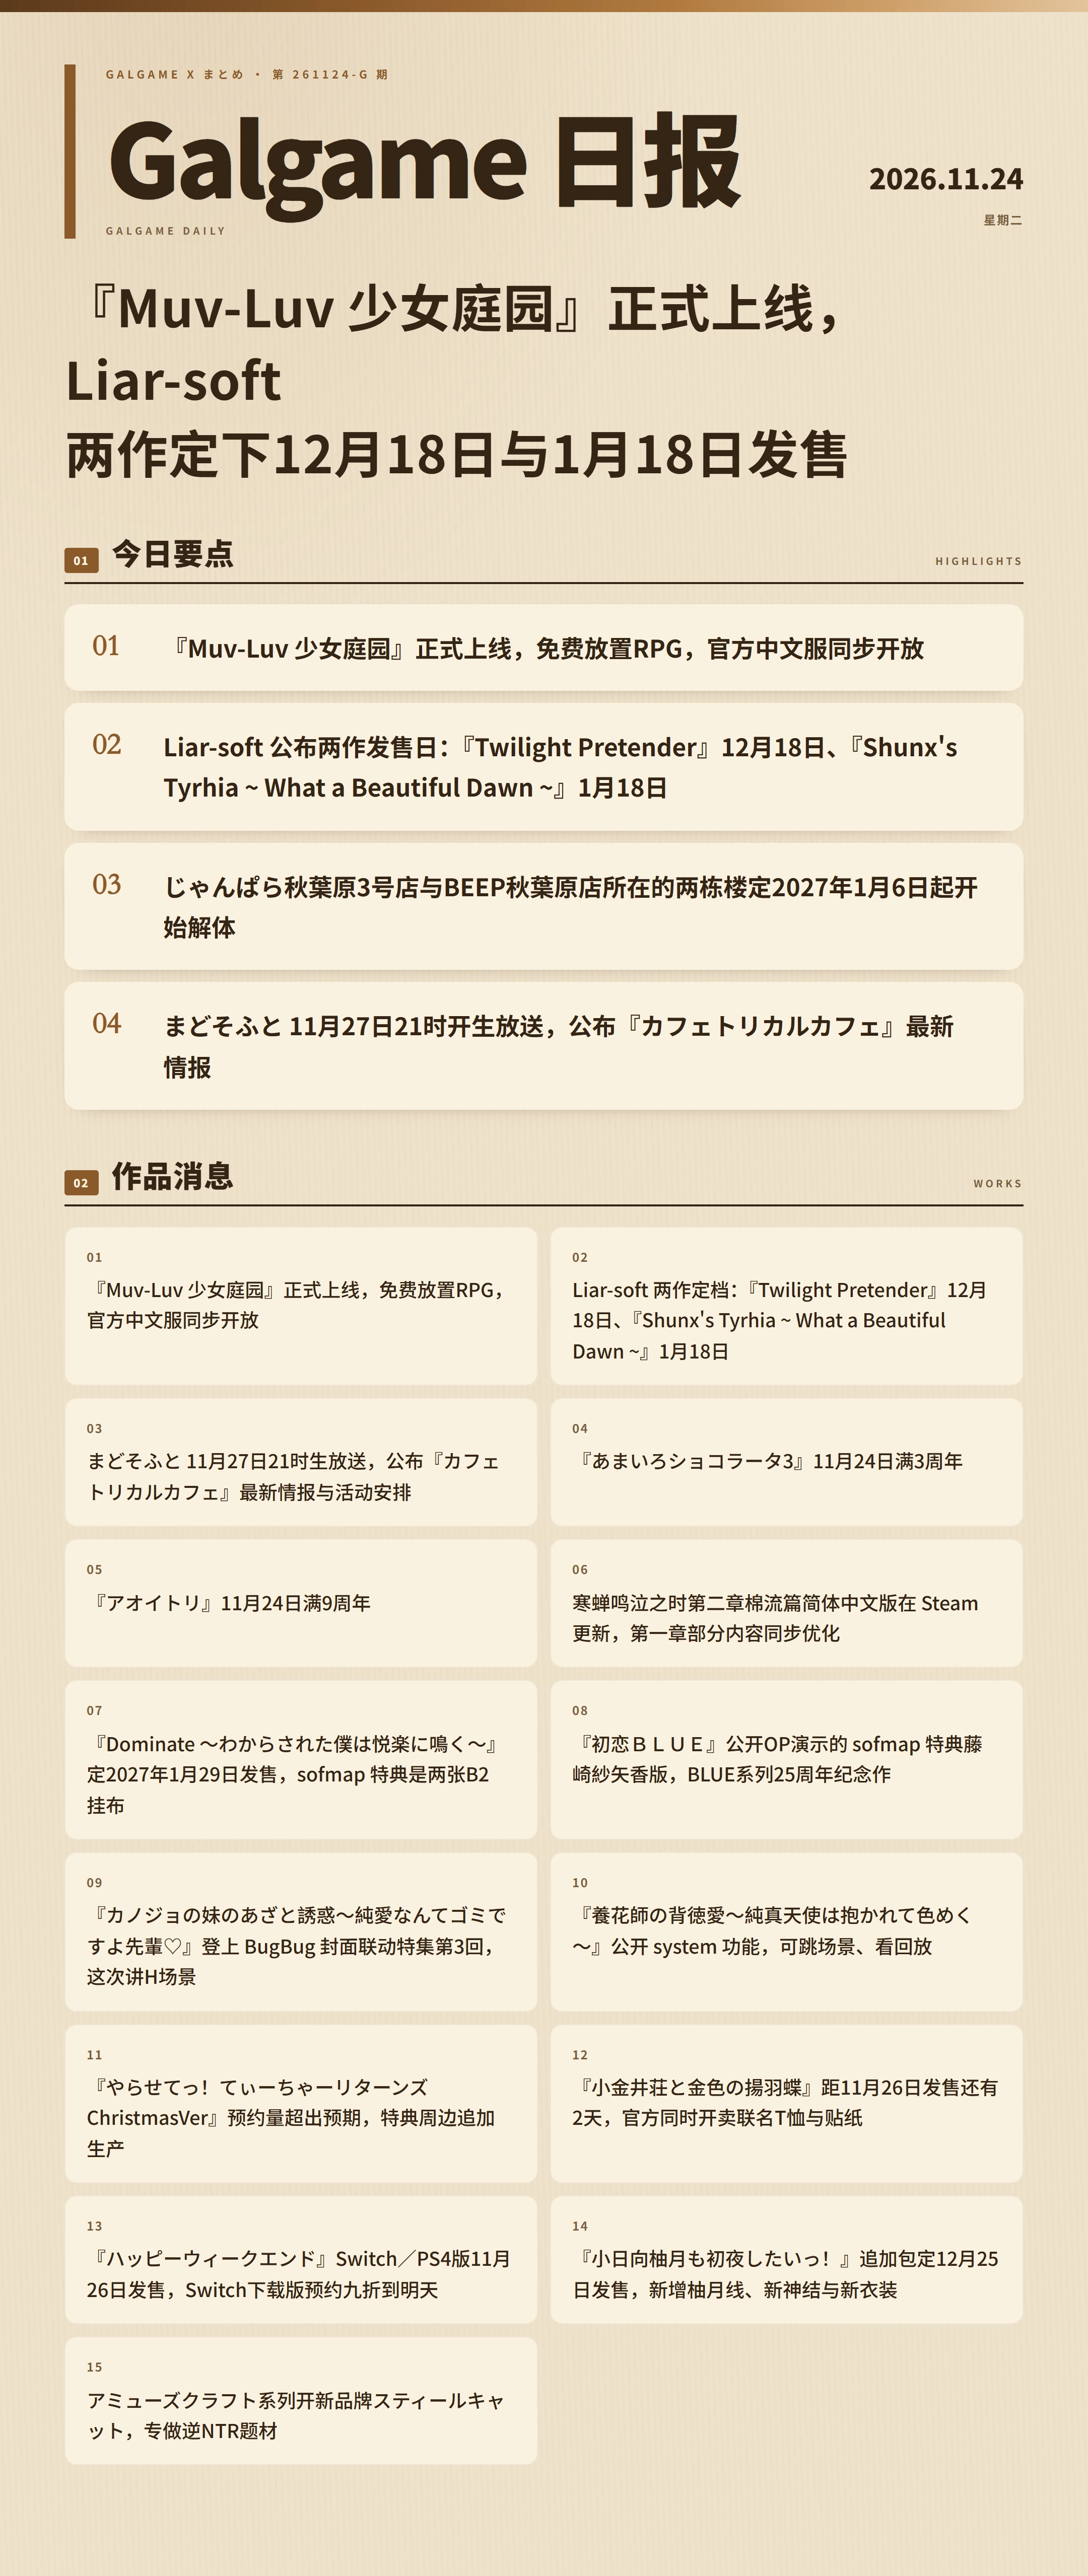 GALGAME X まとめ · 第 261124-G 期
Galgame 日报
2026.11.24
GALGAME DAILY
星期二
『Muv-Luv 少女庭园』正式上线，
Liar-soft
两作定下12月18日与1月18日发售
01 今日要点 HIGHLIGHTS
01 『Muv-Luv 少女庭园』正式上线，免费放置RPG，官方中文服同步开放
02 Liar-soft 公布两作发售日：『Twilight Pretender』12月18日、『Shunx's
Tyrhia ~ What a Beautiful Dawn ~』1月18日
03 じゃんぱら秋葉原3号店与BEEP秋葉原店所在的两栋楼定2027年1月6日起开
始解体
04 まどそふと 11月27日21时开生放送，公布『カフェトリカルカフェ』最新
情报
02 作品消息 WORKS
01
『Muv-Luv 少女庭园』正式上线，免费放置RPG，
官方中文服同步开放
02
Liar-soft 两作定档：『Twilight Pretender』12月
18日、『Shunx's Tyrhia ~ What a Beautiful
Dawn ~』1月18日
03
まどそふと 11月27日21时生放送，公布『カフェ
トリカルカフェ』最新情报与活动安排
04
『あまいろショコラータ3』11月24日满3周年
05
『アオイトリ』11月24日满9周年
06
寒蝉鸣泣之时第二章棉流篇简体中文版在 Steam
更新，第一章部分内容同步优化
07
『Dominate ～わからされた僕は悦楽に鳴く～』
定2027年1月29日发售，sofmap 特典是两张B2
挂布
08
『初恋ＢＬＵＥ』公开OP演示的 sofmap 特典藤
崎紗矢香版，BLUE系列25周年纪念作
09
『カノジョの妹のあざと誘惑～純愛なんてゴミで
すよ先輩♡』登上 BugBug 封面联动特集第3回，
这次讲H场景
10
『養花師の背徳愛～純真天使は抱かれて色めく
～』公开 system 功能，可跳场景、看回放
11
『やらせてっ！てぃーちゃーリターンズ
ChristmasVer』预约量超出预期，特典周边追加
生产
12
『小金井荘と金色の揚羽蝶』距11月26日发售还有
2天，官方同时开卖联名T恤与贴纸
13
『ハッピーウィークエンド』Switch／PS4版11月
26日发售，Switch下载版预约九折到明天
14
『小日向柚月も初夜したいっ！』追加包定12月25
日发售，新增柚月线、新神结与新衣装
15
アミューズクラフト系列开新品牌スティールキャ
ット，专做逆NTR题材